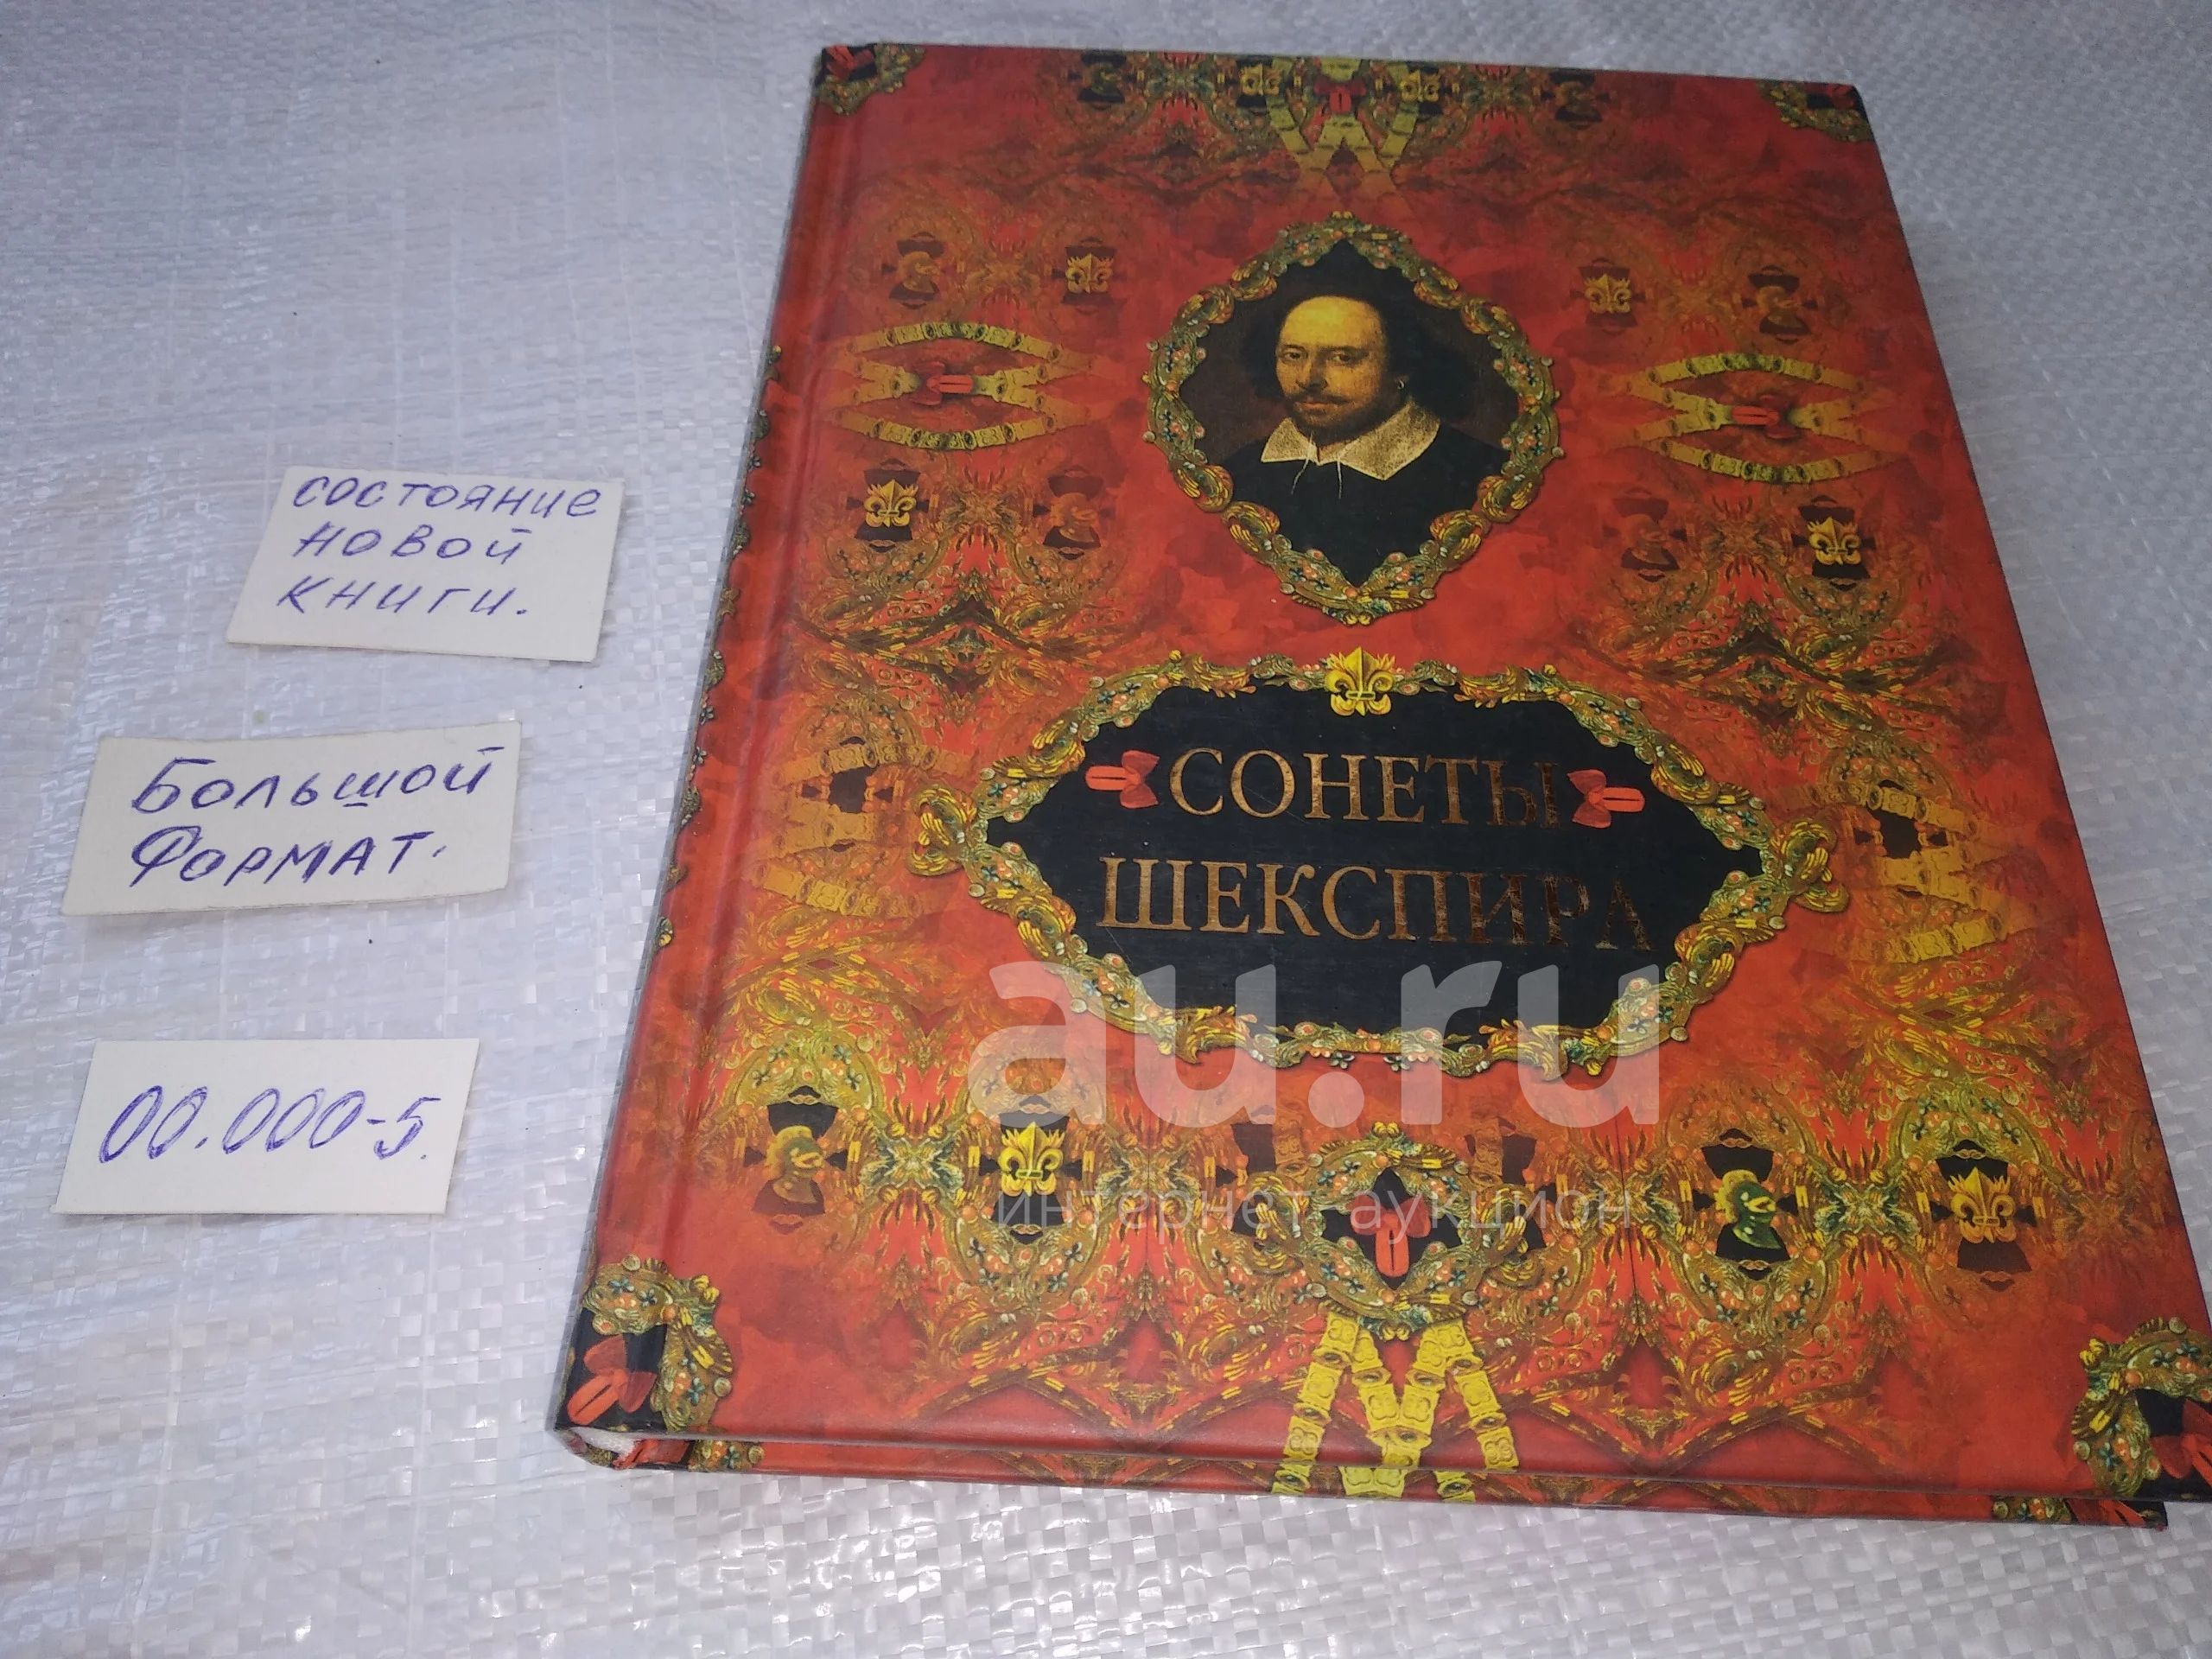 состояние
новой
книги.
Большой
формат.
00.000-5.
СОНЕТЫ
ШЕКСПИРА
au.ru
интернет-аукцион